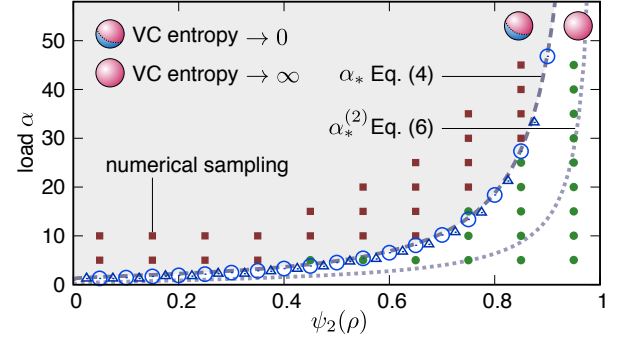 VC entropy → 0
VC entropy → ∞
α* Eq. (4)
α*^(2) Eq. (6)
numerical sampling
load α
50
40
30
20
10
0
0
0.2
0.4
0.6
0.8
1
ψ₂(ρ)